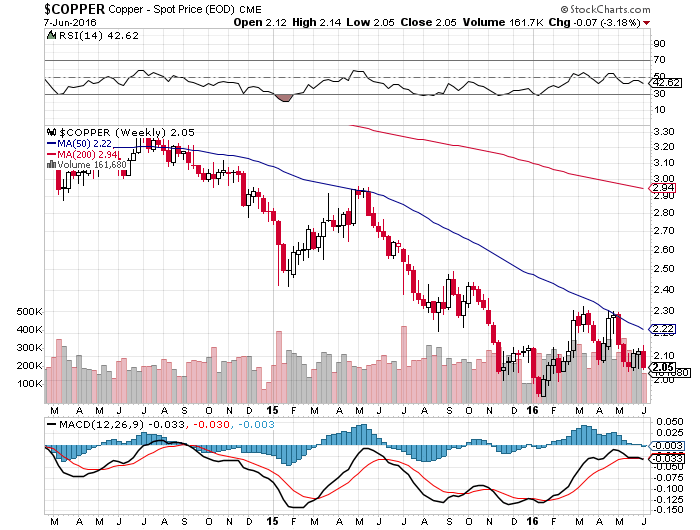 $COPPER Copper - Spot Price (EOD) CME © StockCharts.com
7-Jun-2016 Open 2.12 High 2.14 Low 2.05 Close 2.05 Volume 161.7K Chg -0.07 (-3.18%)
RSI(14) 42.62
90
70
50
42.62
30
10
$COPPER (Weekly) 2.05
MA(50) 2.22
MA(200) 2.94
Volume 161,680
3.30
3.20
3.10
3.00
2.94
2.90
2.80
2.70
2.60
2.50
2.40
2.30
2.22
2.10
2.05
2.00
500K
400K
300K
200K
100K
M A M J J A S O N D 15 F M A M J J A S O N D 16 F M A M J
MACD(12,26,9) -0.033, -0.030, -0.003
0.050
0.025
-0.003
-0.033
-0.050
-0.075
-0.100
-0.125
-0.150
M A M J J A S O N D 15 F M A M J J A S O N D 16 F M A M J